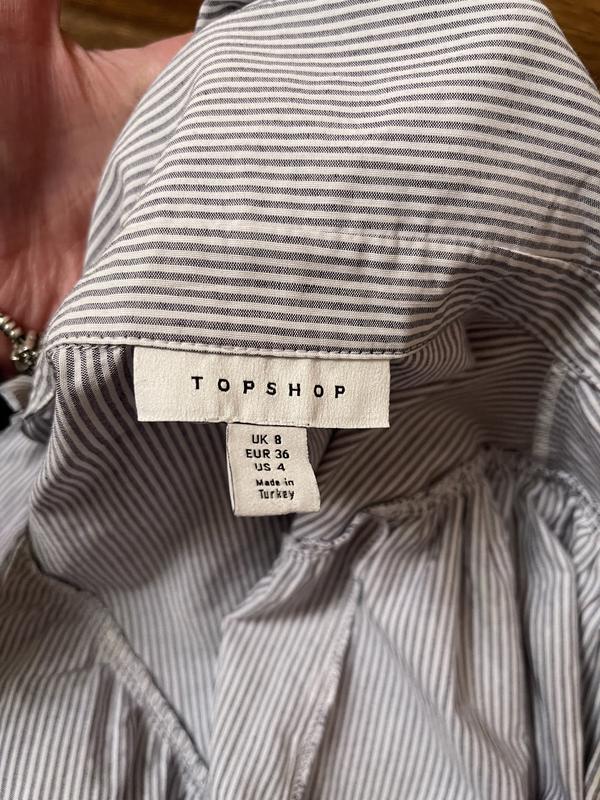 TOPSHOP
UK 8
EUR 36
US 4
Made in
Turkey